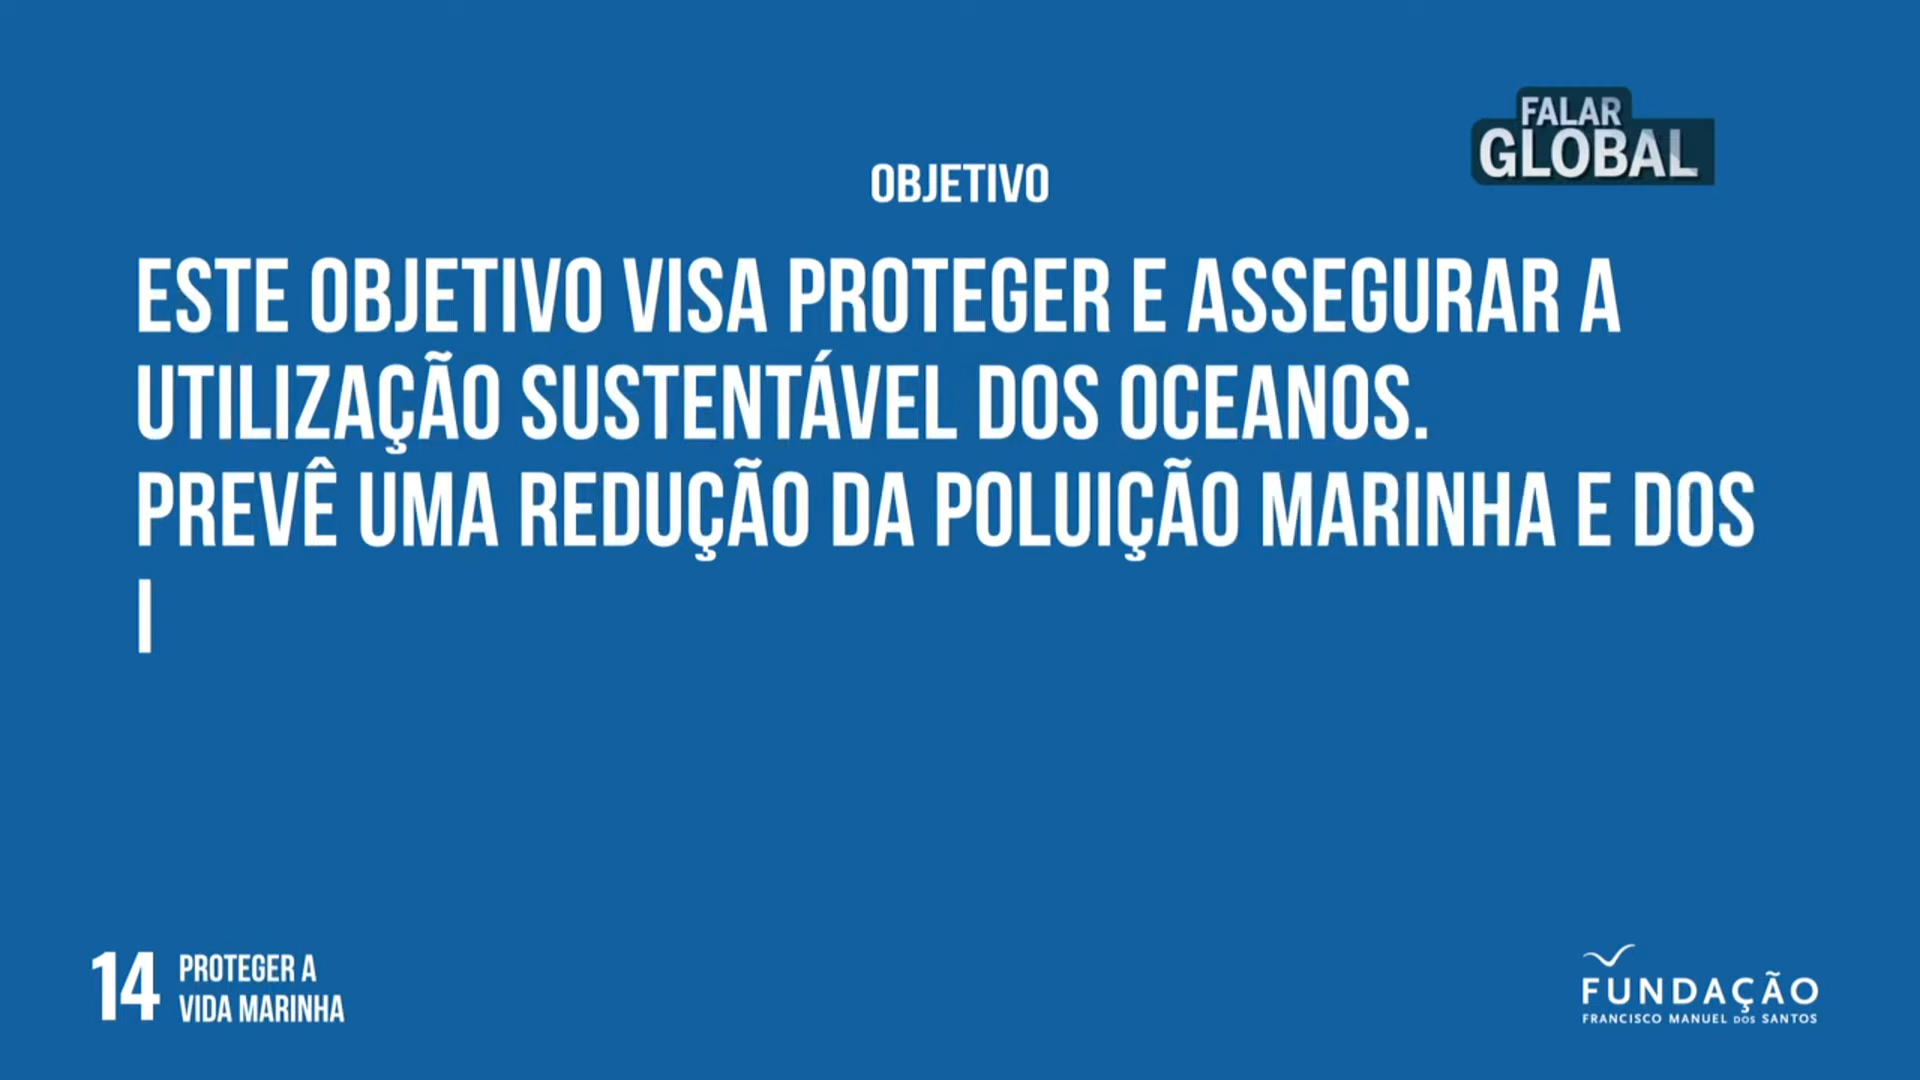 FALAR
GLOBAL
OBJETIVO
ESTE OBJETIVO VISA PROTEGER E ASSEGURAR A
UTILIZAÇÃO SUSTENTÁVEL DOS OCEANOS.
PREVÊ UMA REDUÇÃO DA POLUIÇÃO MARINHA E DOS
I
14 PROTEGER A
VIDA MARINHA
FUNDAÇÃO
FRANCISCO MANUEL DOS SANTOS